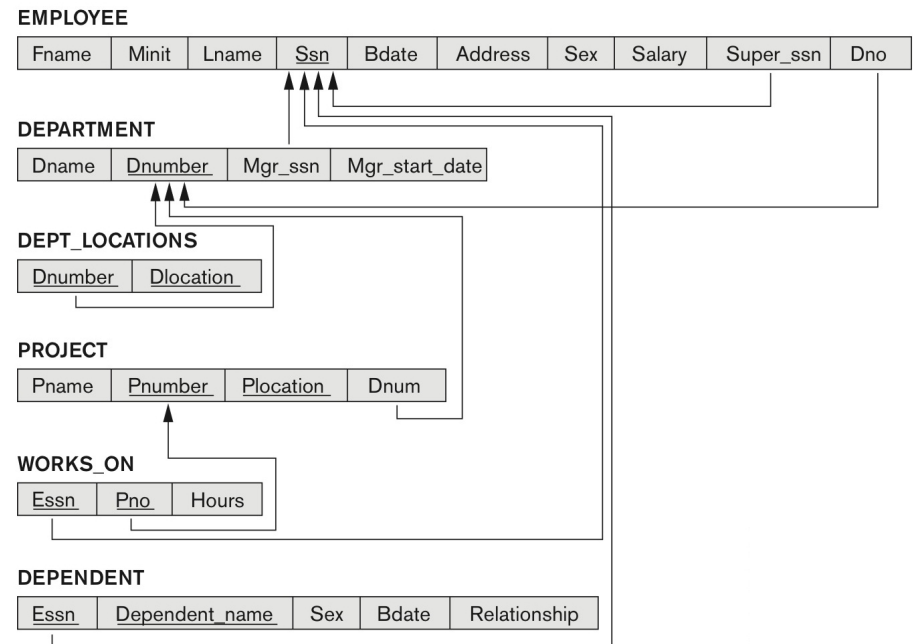 EMPLOYEE
Fname Minit Lname Ssn Bdate Address Sex Salary Super_ssn Dno
DEPARTMENT
Dname Dnumber Mgr_ssn Mgr_start_date
DEPT_LOCATIONS
Dnumber Dlocation
PROJECT
Pname Pnumber Plocation Dnum
WORKS_ON
Essn Pno Hours
DEPENDENT
Essn Dependent_name Sex Bdate Relationship